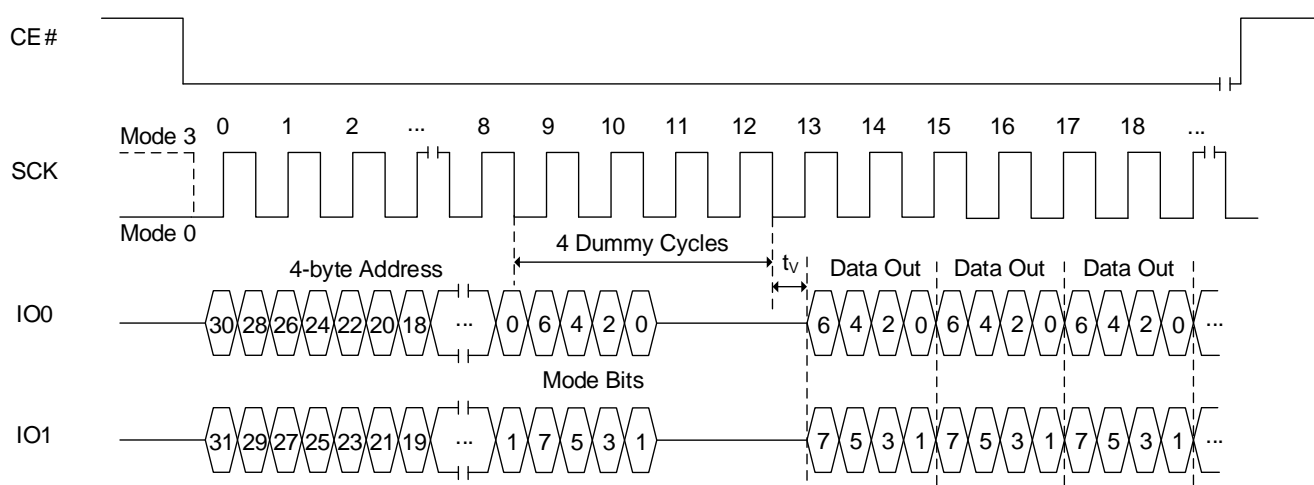 CE#
0 1 2 ... 8 9 10 11 12 13 14 15 16 17 18 ...
Mode 3
SCK
Mode 0
4 Dummy Cycles
4-byte Address
tV
Data Out Data Out Data Out
IO0
30 28 26 24 22 20 18 ... 0 6 4 2 0 6 4 2 0 6 4 2 0 6 4 2 0 ...
Mode Bits
IO1
31 29 27 25 23 21 19 ... 1 7 5 3 1 7 5 3 1 7 5 3 1 7 5 3 1 ...